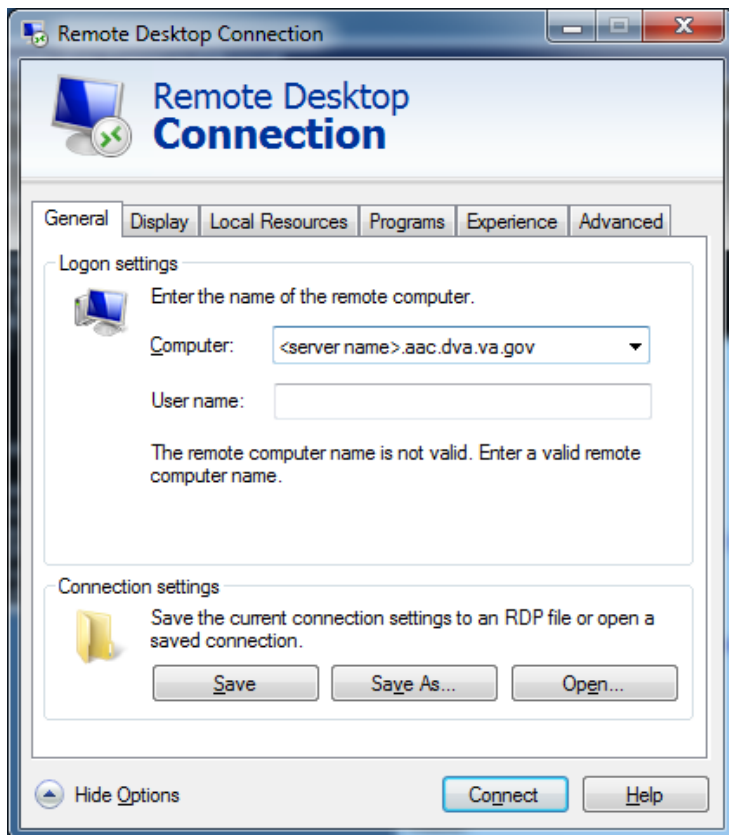 Remote Desktop Connection
Remote Desktop
Connection
General Display Local Resources Programs Experience Advanced
Logon settings
Enter the name of the remote computer.
Computer: <server name>.aac.dva.va.gov
User name:
The remote computer name is not valid. Enter a valid remote
computer name.
Connection settings
Save the current connection settings to an RDP file or open a
saved connection.
Save Save As... Open...
Hide Options Connect Help